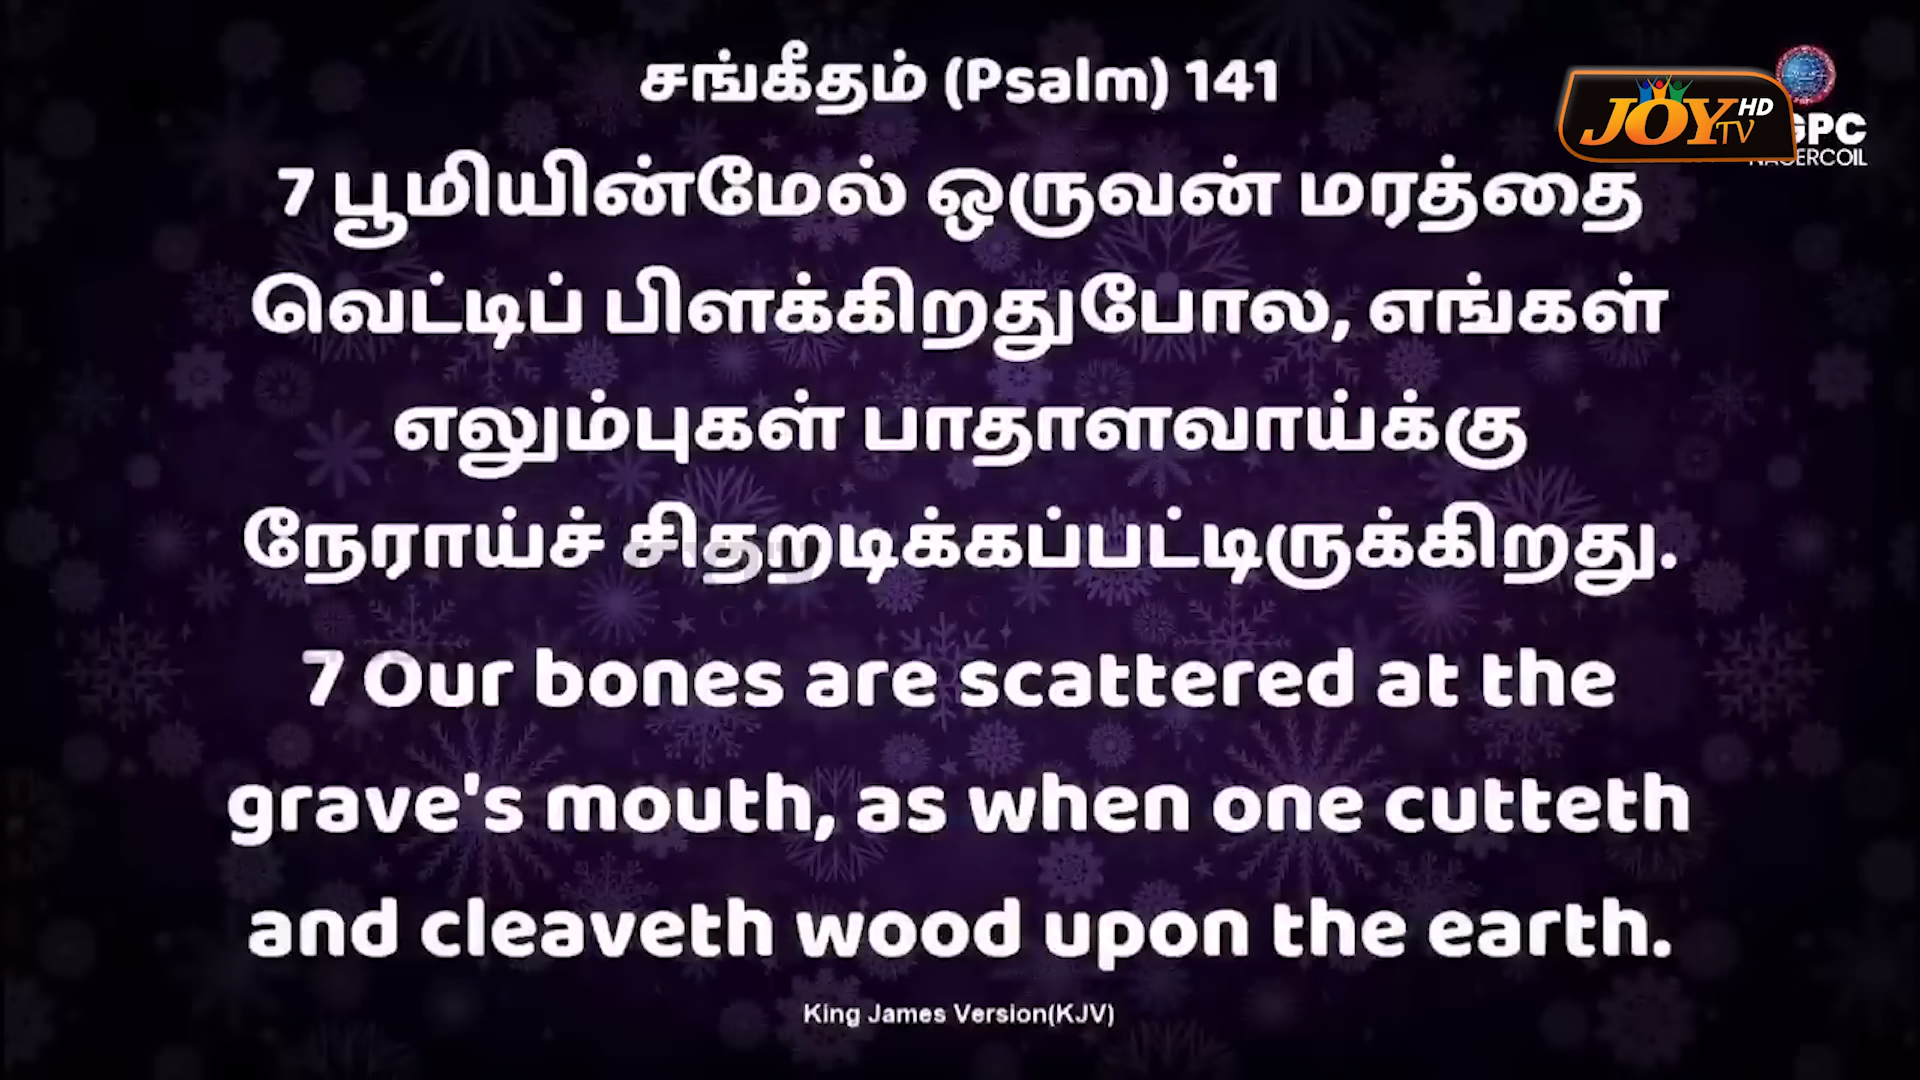 சங்கீதம் (Psalm) 141
JOY TV HD
GPC
NAGERCOIL
7 பூமியின்மேல் ஒருவன் மரத்தை
வெட்டிப் பிளக்கிறதுபோல, எங்கள்
எலும்புகள் பாதாளவாய்க்கு
நேராய்ச் சிதறடிக்கப்பட்டிருக்கிறது.
7 Our bones are scattered at the
grave's mouth, as when one cutteth
and cleaveth wood upon the earth.
King James Version(KJV)